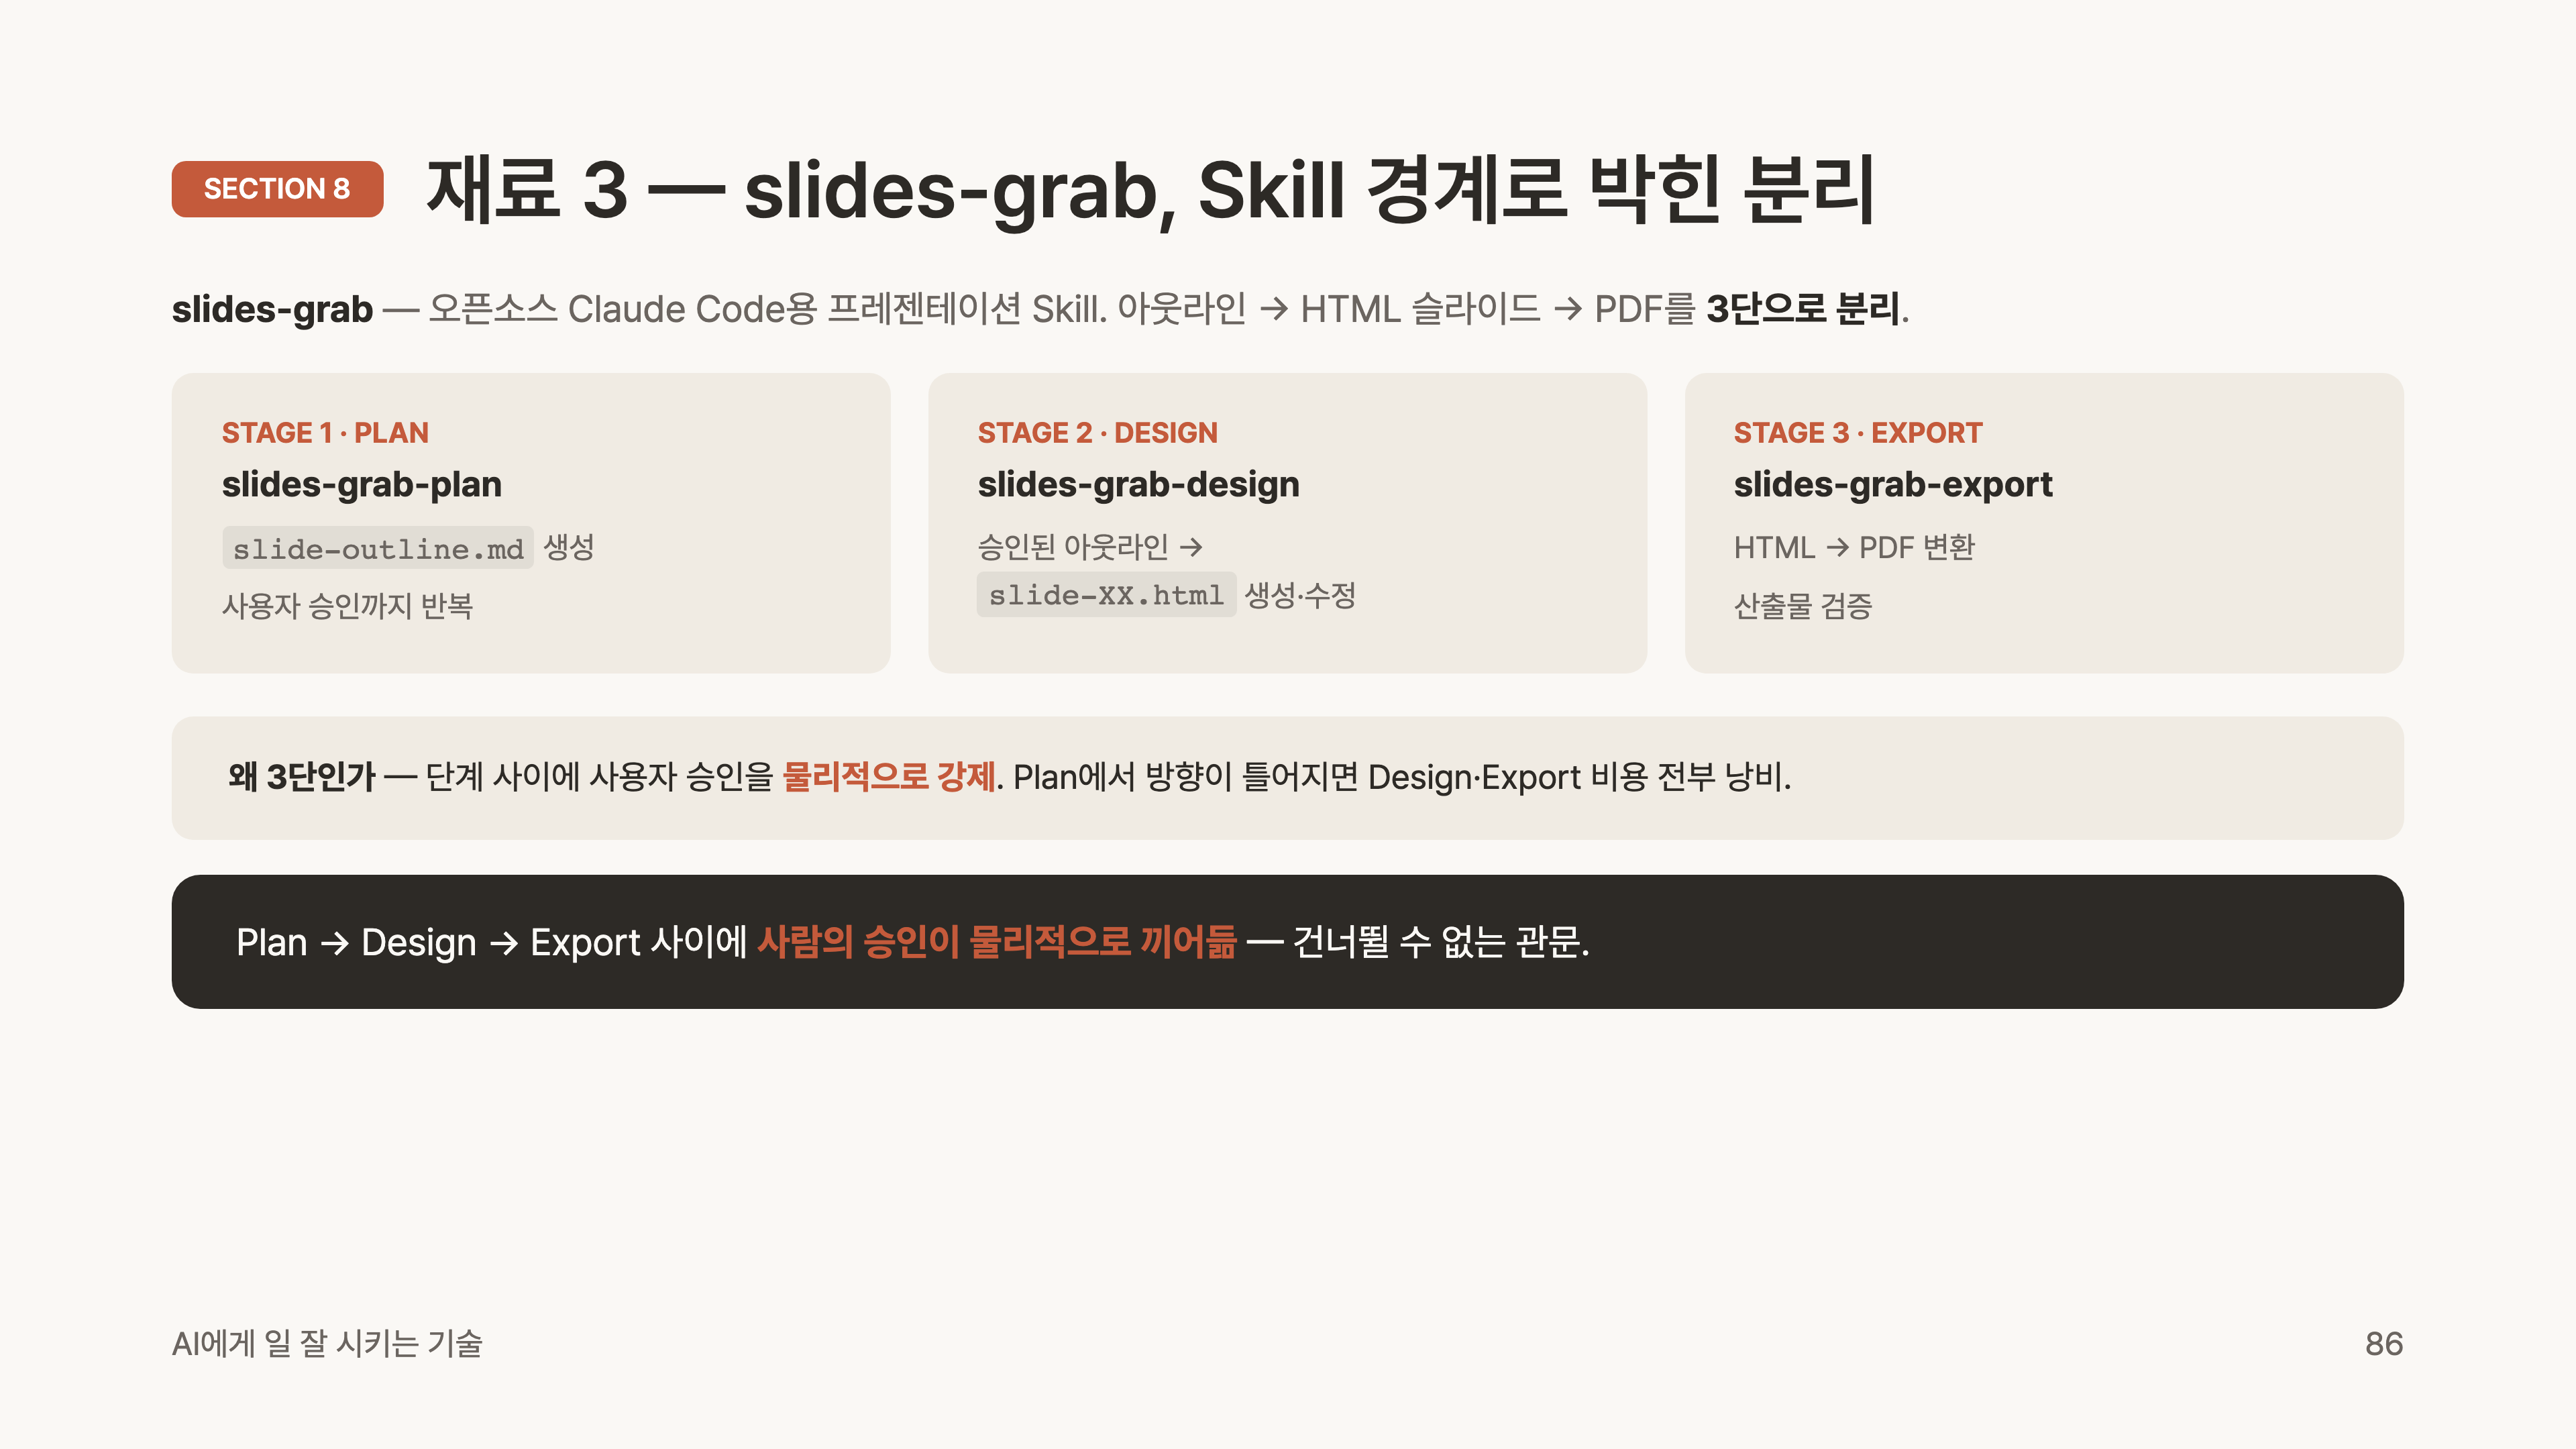 SECTION 8
재료 3 — slides-grab, Skill 경계로 박힌 분리
slides-grab — 오픈소스 Claude Code용 프레젠테이션 Skill. 아웃라인 → HTML 슬라이드 → PDF를 3단으로 분리.
STAGE 1 · PLAN
slides-grab-plan
slide-outline.md 생성
사용자 승인까지 반복
STAGE 2 · DESIGN
slides-grab-design
승인된 아웃라인 →
slide-XX.html 생성·수정
STAGE 3 · EXPORT
slides-grab-export
HTML → PDF 변환
산출물 검증
왜 3단인가 — 단계 사이에 사용자 승인을 물리적으로 강제. Plan에서 방향이 틀어지면 Design·Export 비용 전부 낭비.
Plan → Design → Export 사이에 사람의 승인이 물리적으로 끼어듦 — 건너뛸 수 없는 관문.
AI에게 일 잘 시키는 기술
86